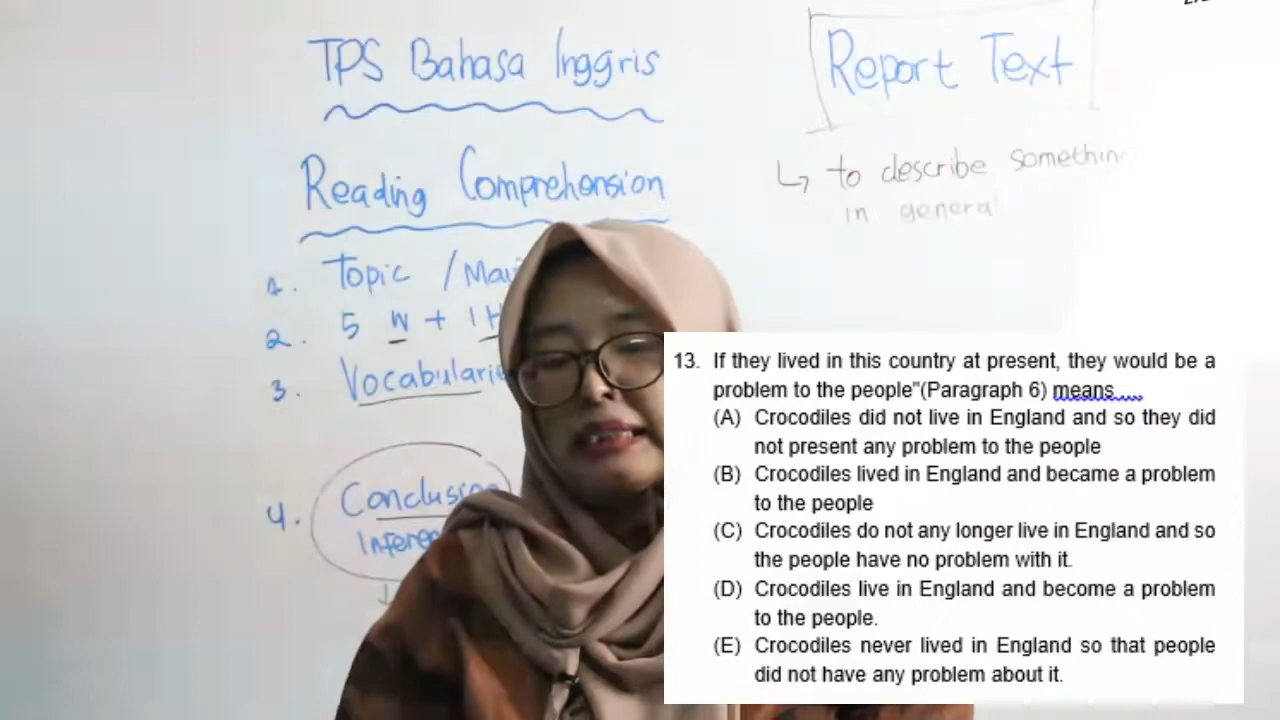 TPS Bahasa Inggris
Reading Comprehension
1. Topic /
2. 5 W + 1 H
3. Vocabularie
4. Conclusion
Report Text
↳ to describe something
in general
13. If they lived in this country at present, they would be a
problem to the people"(Paragraph 6) means.....
(A) Crocodiles did not live in England and so they did
not present any problem to the people
(B) Crocodiles lived in England and became a problem
to the people
(C) Crocodiles do not any longer live in England and so
the people have no problem with it.
(D) Crocodiles live in England and become a problem
to the people.
(E) Crocodiles never lived in England so that people
did not have any problem about it.